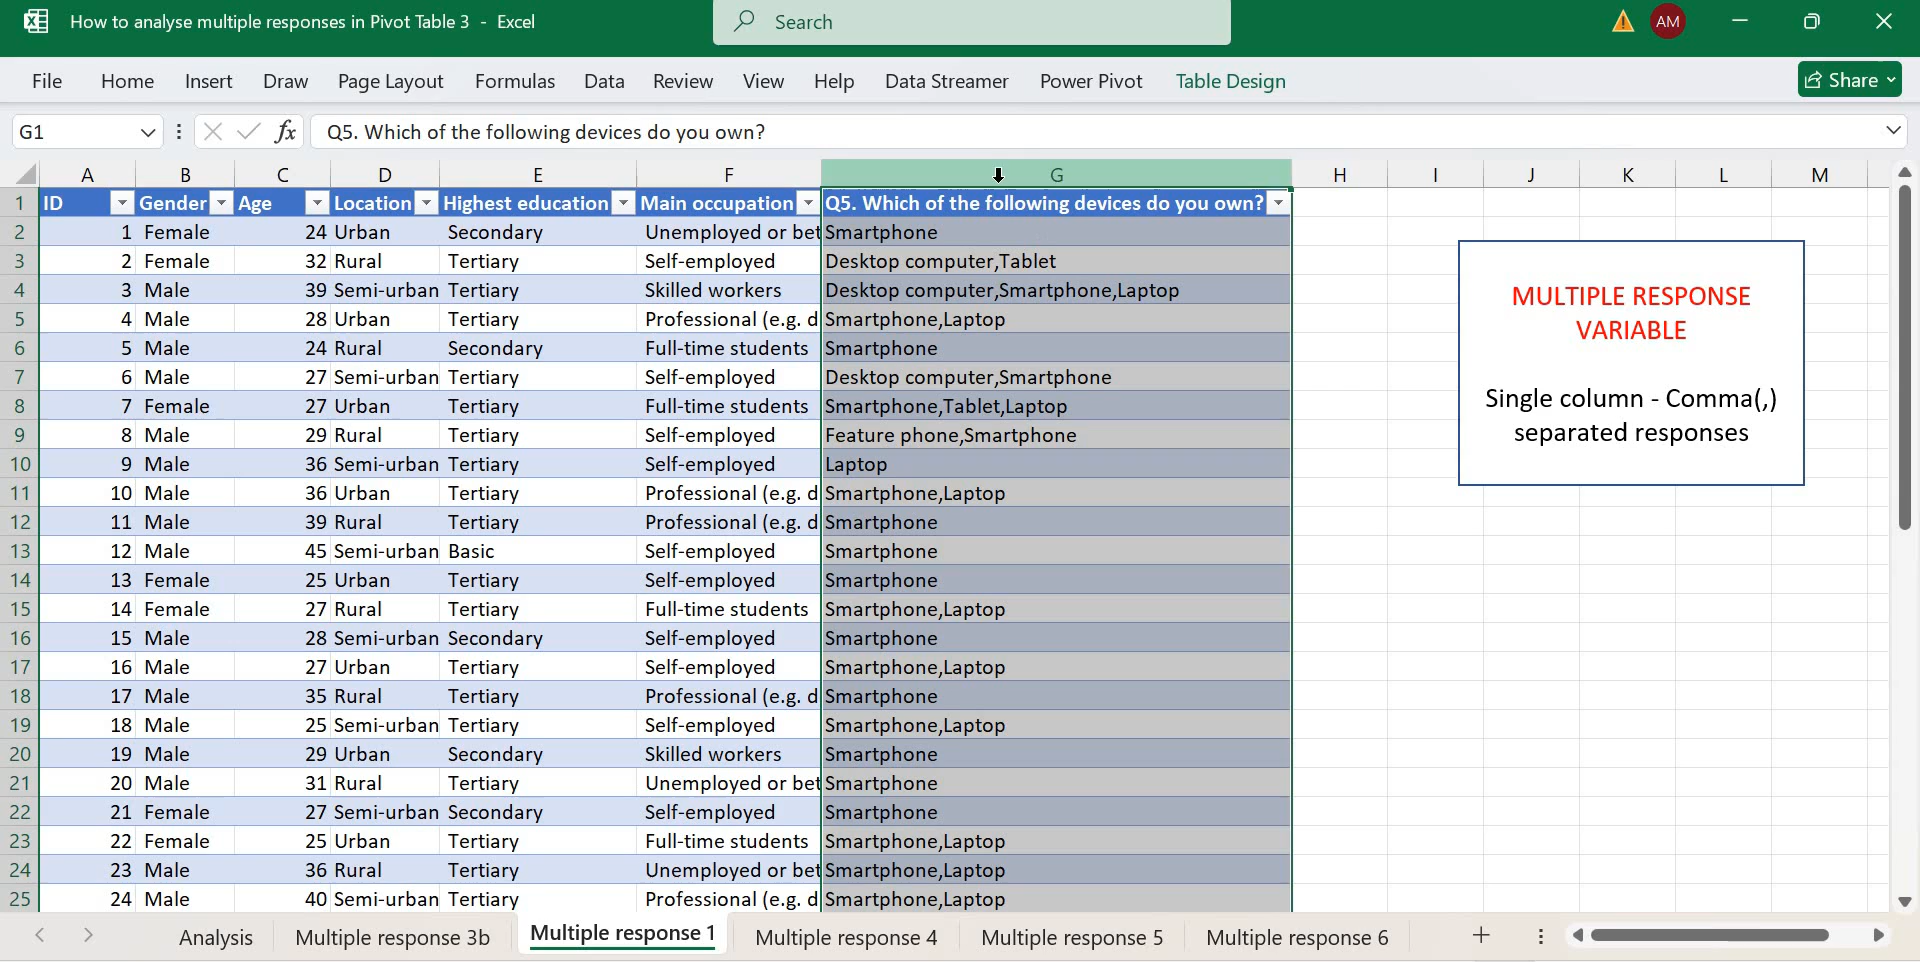 How to analyse multiple responses in Pivot Table 3 - Excel
Search
AM
File Home Insert Draw Page Layout Formulas Data Review View Help Data Streamer Power Pivot Table Design
Share
G1
fx
Q5. Which of the following devices do you own?
A B C D E F G H I J K L M
1 ID Gender Age Location Highest education Main occupation Q5. Which of the following devices do you own?
2 1 Female 24 Urban Secondary Unemployed or bet Smartphone
3 2 Female 32 Rural Tertiary Self-employed Desktop computer,Tablet
4 3 Male 39 Semi-urban Tertiary Skilled workers Desktop computer,Smartphone,Laptop
5 4 Male 28 Urban Tertiary Professional (e.g. d Smartphone,Laptop
6 5 Male 24 Rural Secondary Full-time students Smartphone
7 6 Male 27 Semi-urban Tertiary Self-employed Desktop computer,Smartphone
8 7 Female 27 Urban Tertiary Full-time students Smartphone,Tablet,Laptop
9 8 Male 29 Rural Tertiary Self-employed Feature phone,Smartphone
10 9 Male 36 Semi-urban Tertiary Self-employed Laptop
11 10 Male 36 Urban Tertiary Professional (e.g. d Smartphone,Laptop
12 11 Male 39 Rural Tertiary Professional (e.g. d Smartphone
13 12 Male 45 Semi-urban Basic Self-employed Smartphone
14 13 Female 25 Urban Tertiary Self-employed Smartphone
15 14 Female 27 Rural Tertiary Full-time students Smartphone,Laptop
16 15 Male 28 Semi-urban Secondary Self-employed Smartphone
17 16 Male 27 Urban Tertiary Self-employed Smartphone,Laptop
18 17 Male 35 Rural Tertiary Professional (e.g. d Smartphone
19 18 Male 25 Semi-urban Tertiary Self-employed Smartphone,Laptop
20 19 Male 29 Urban Secondary Skilled workers Smartphone
21 20 Male 31 Rural Tertiary Unemployed or bet Smartphone
22 21 Female 27 Semi-urban Secondary Self-employed Smartphone
23 22 Female 25 Urban Tertiary Full-time students Smartphone,Laptop
24 23 Male 36 Rural Tertiary Unemployed or bet Smartphone,Laptop
25 24 Male 40 Semi-urban Tertiary Professional (e.g. d Smartphone,Laptop
MULTIPLE RESPONSE
VARIABLE
Single column - Comma(,)
separated responses
Analysis Multiple response 3b Multiple response 1 Multiple response 4 Multiple response 5 Multiple response 6